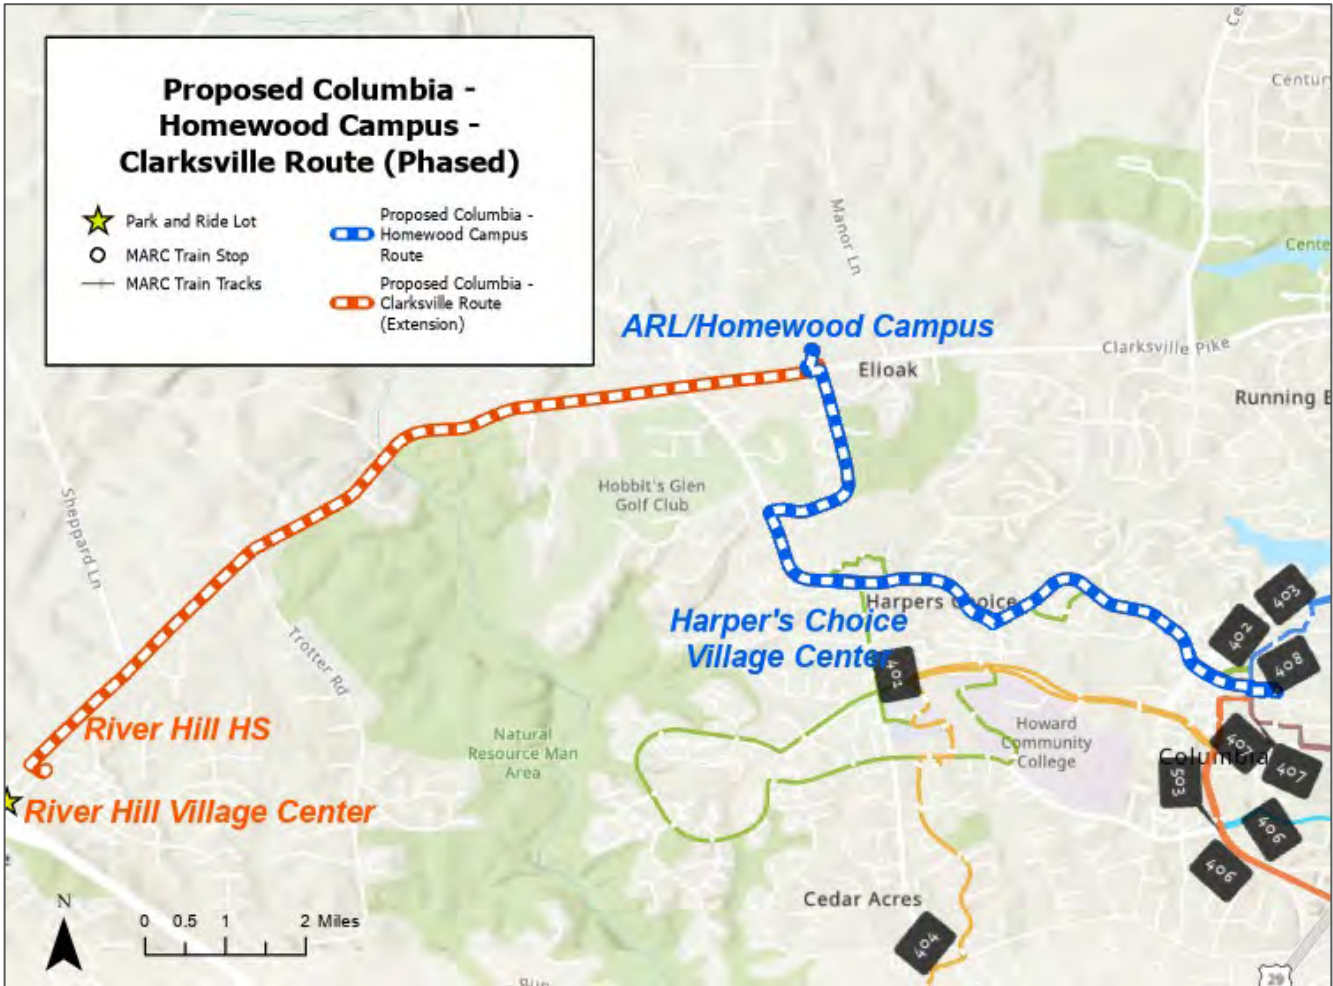 Proposed Columbia -
Homewood Campus -
Clarksville Route (Phased)
Park and Ride Lot
MARC Train Stop
MARC Train Tracks
Proposed Columbia -
Homewood Campus
Route
Proposed Columbia -
Clarksville Route
(Extension)
Century
Manor Ln
Cente
ARL/Homewood Campus
Clarksville Pike
Elioak
Running B
Hobbit's Glen
Golf Club
Sheppard Ln
Harpers Choice
Harper's Choice
Village Center
403
402
408
401
Trotter Rd
River Hill HS
Natural
Resource Man
Area
Howard
Community
College
407
Columbia
407
503
River Hill Village Center
406
406
Cedar Acres
404
N
0 0.5 1 2 Miles
29